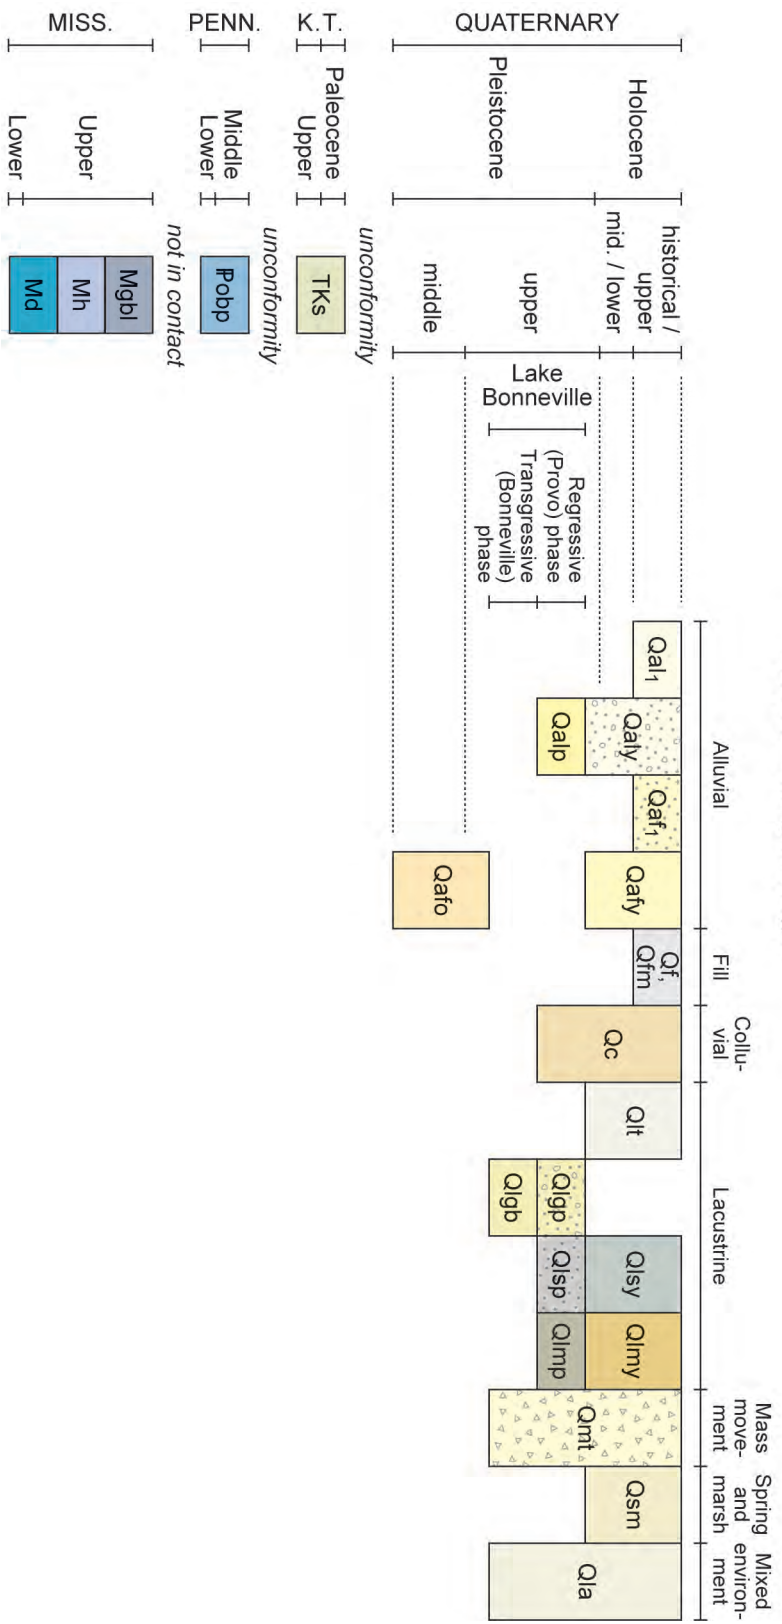 Alluvial
Fill
Collu-
vial
Lacustrine
Mass
move-
ment
Spring
and
marsh
Mixed
environ-
ment
QUATERNARY
Holocene
Pleistocene
historical /
upper
mid. / lower
upper
middle
Lake
Bonneville
Regressive
(Provo) phase
Transgressive
(Bonneville)
phase
Qal1
Qaly
Qalp
Qaf1
Qafy
Qafo
Qf,
Qfm
Qc
Qlt
Qlgp
Qlgb
Qlsy
Qlsp
Qlmy
Qlmp
Qmt
Qsm
Qla
unconformity
K.T.
Paleocene
Upper
TKs
unconformity
PENN.
Middle
Lower
ℙobp
not in contact
MISS.
Upper
Lower
Mgbl
Mh
Md